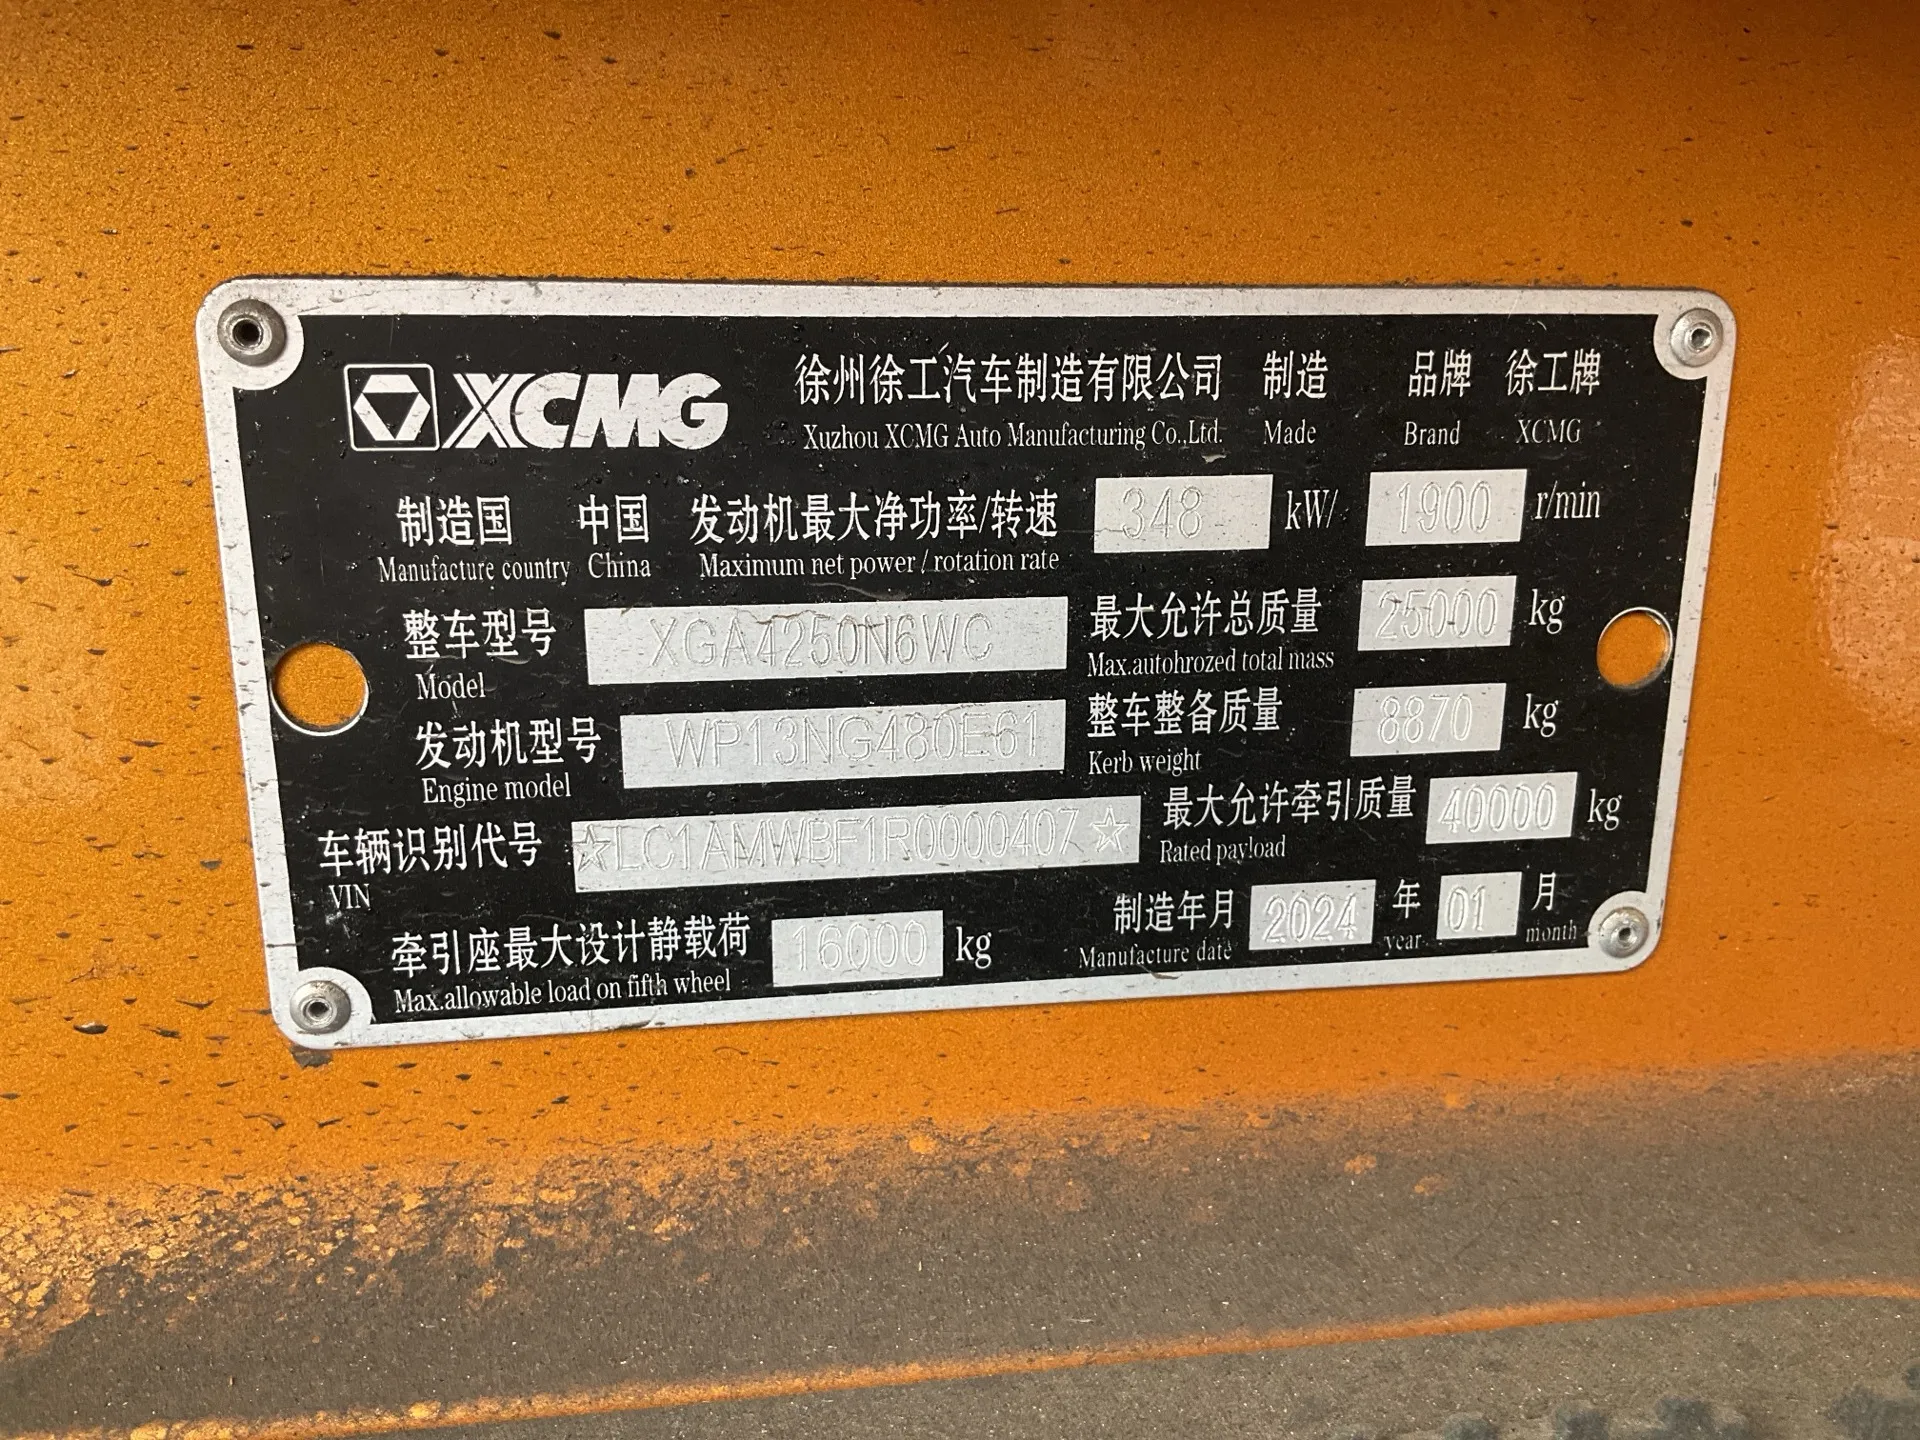 XCMG 徐州徐工汽车制造有限公司 制造 品牌 徐工牌
Xuzhou XCMG Auto Manufacturing Co.,Ltd. Made Brand XCMG
制造国 中国 发动机最大净功率/转速 348 kW/ 1900 r/min
Manufacture country China Maximum net power / rotation rate
整车型号 XGA4250N6WC 最大允许总质量 25000 kg
Model Max.autohrozed total mass
发动机型号 WP13NG480E61 整车整备质量 8870 kg
Engine model Kerb weight
车辆识别代号 ☆LC1AMWBF1R0000407☆ 最大允许牵引质量 40000 kg
VIN Rated payload
牵引座最大设计静载荷 16000 kg 制造年月 2024 年 01 月
Max.allowable load on fifth wheel Manufacture date year month